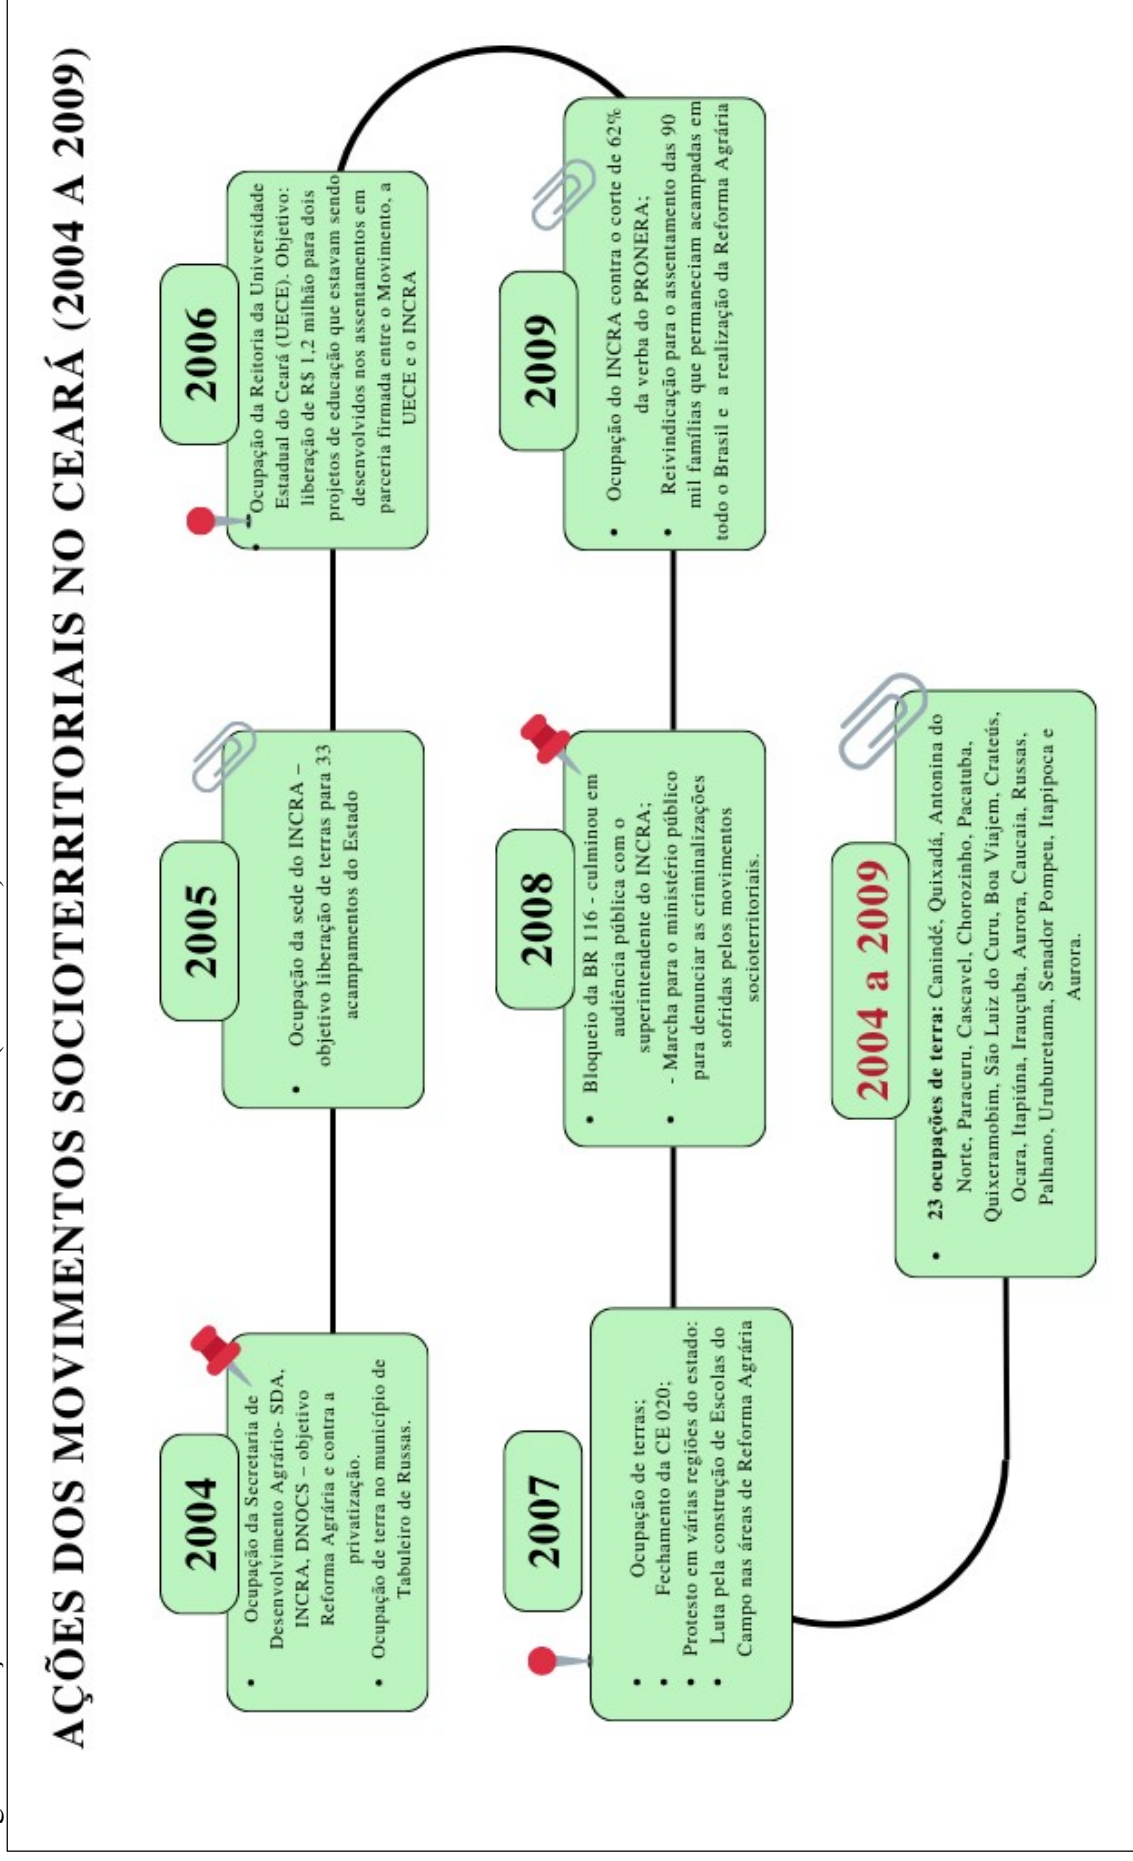 AÇÕES DOS MOVIMENTOS SOCIOTERRITORIAIS NO CEARÁ (2004 A 2009)
2004
• Ocupação da Secretaria de
Desenvolvimento Agrário- SDA,
INCRA, DNOCS – objetivo
Reforma Agrária e contra a
privatização.
• Ocupação de terra no município de
Tabuleiro de Russas.
2005
• Ocupação da sede do INCRA –
objetivo liberação de terras para 33
acampamentos do Estado
2006
• Ocupação da Reitoria da Universidade
Estadual do Ceará (UECE). Objetivo:
liberação de R$ 1,2 milhão para dois
projetos de educação que estavam sendo
desenvolvidos nos assentamentos em
parceria firmada entre o Movimento, a
UECE e o INCRA
2007
• Ocupação de terras;
• Fechamento da CE 020;
• Protesto em várias regiões do estado:
• Luta pela construção de Escolas do
Campo nas áreas de Reforma Agrária
2008
• Bloqueio da BR 116 - culminou em
audiência pública com o
superintendente do INCRA;
• - Marcha para o ministério público
para denunciar as criminalizações
sofridas pelos movimentos
socioterritoriais.
2009
• Ocupação do INCRA contra o corte de 62%
da verba do PRONERA;
• Reivindicação para o assentamento das 90
mil famílias que permaneciam acampadas em
todo o Brasil e a realização da Reforma Agrária
2004 a 2009
• 23 ocupações de terra: Canindé, Quixadá, Antonina do
Norte, Paracuru, Cascavel, Chorozinho, Pacatuba,
Quixeramobim, São Luiz do Curu, Boa Viajem, Crateús,
Ocara, Itapiúna, Irauçuba, Aurora, Caucaia, Russas,
Palhano, Uruburetama, Senador Pompeu, Itapipoca e
Aurora.